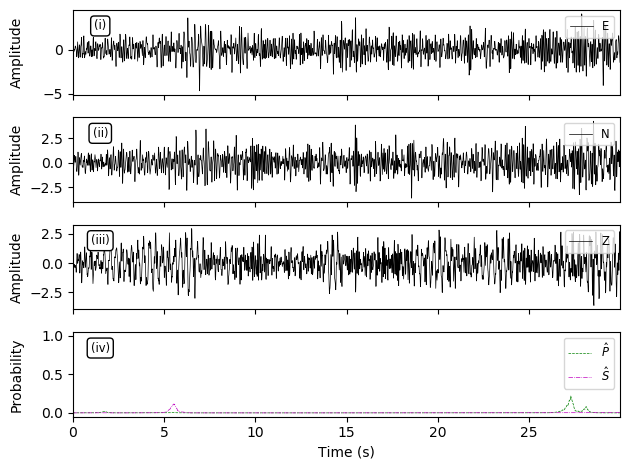 (i)
E
Amplitude
0
−5
(ii)
N
Amplitude
2.5
0.0
−2.5
(iii)
Z
Amplitude
2.5
0.0
−2.5
(iv)
P̂
Ŝ
Probability
1.0
0.5
0.0
0 5 10 15 20 25
Time (s)